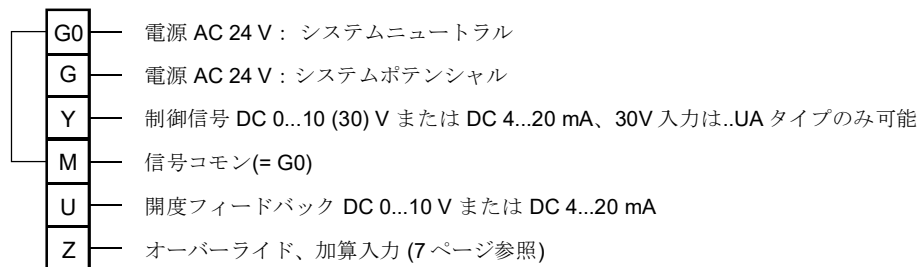 G0 電源 AC 24 V： システムニュートラル
G 電源 AC 24 V：システムポテンシャル
Y 制御信号 DC 0...10 (30) V または DC 4...20 mA、30V 入力は..UA タイプのみ可能
M 信号コモン(= G0)
U 開度フィードバック DC 0...10 V または DC 4...20 mA
Z オーバーライド、加算入力 (7 ページ参照)